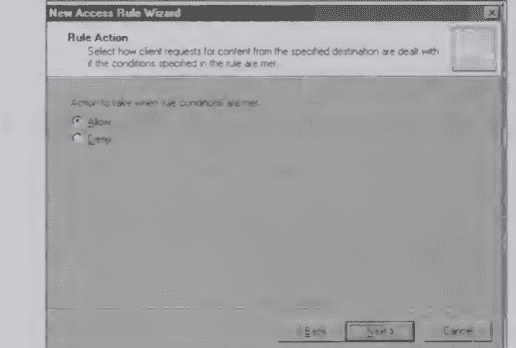 New Access Rule Wizard
Rule Action
Select how client requests for content from the specified destination are dealt with
if the conditions specified in the rule are met.
Action to take when rule conditions are met:
Allow
Deny
Back Next > Cancel